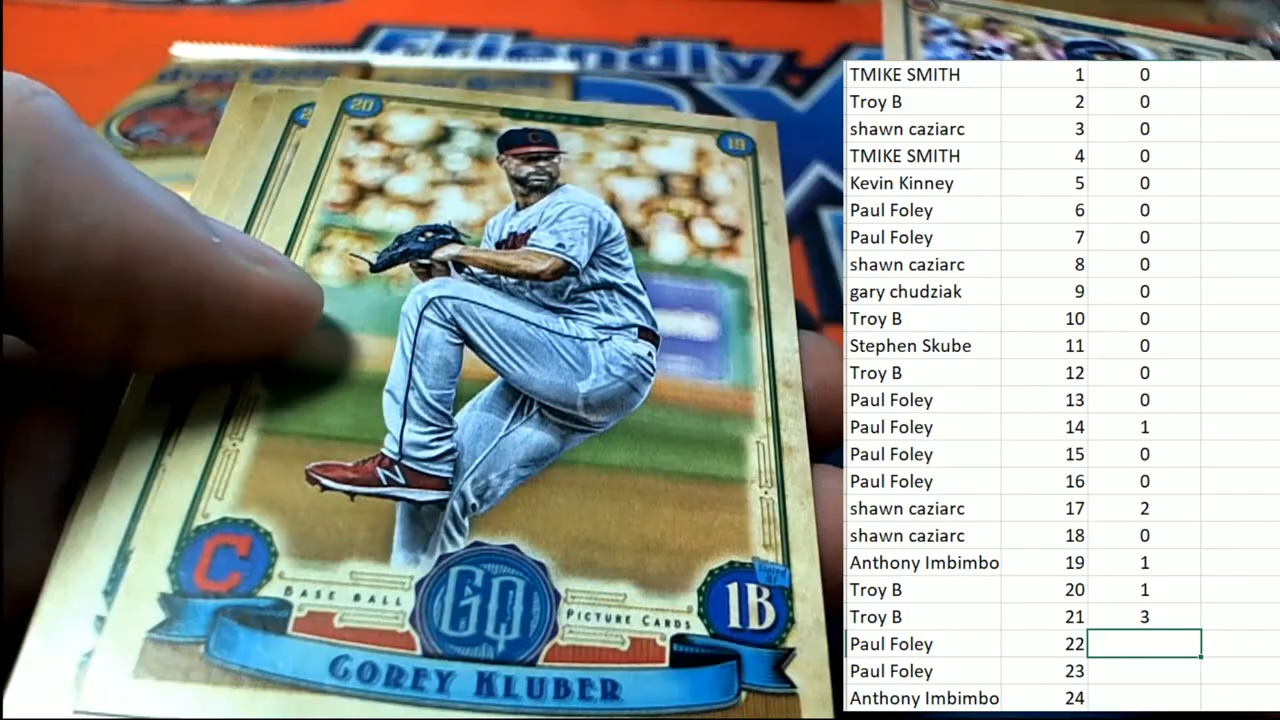 Friendly
20
TOPPS
19
N
C
C
BASE BALL
GQ
PICTURE CARDS
1B
COREY KLUBER
TMIKE SMITH 1 0
Troy B 2 0
shawn caziarc 3 0
TMIKE SMITH 4 0
Kevin Kinney 5 0
Paul Foley 6 0
Paul Foley 7 0
shawn caziarc 8 0
gary chudziak 9 0
Troy B 10 0
Stephen Skube 11 0
Troy B 12 0
Paul Foley 13 0
Paul Foley 14 1
Paul Foley 15 0
Paul Foley 16 0
shawn caziarc 17 2
shawn caziarc 18 0
Anthony Imbimbo 19 1
Troy B 20 1
Troy B 21 3
Paul Foley 22
Paul Foley 23
Anthony Imbimbo 24